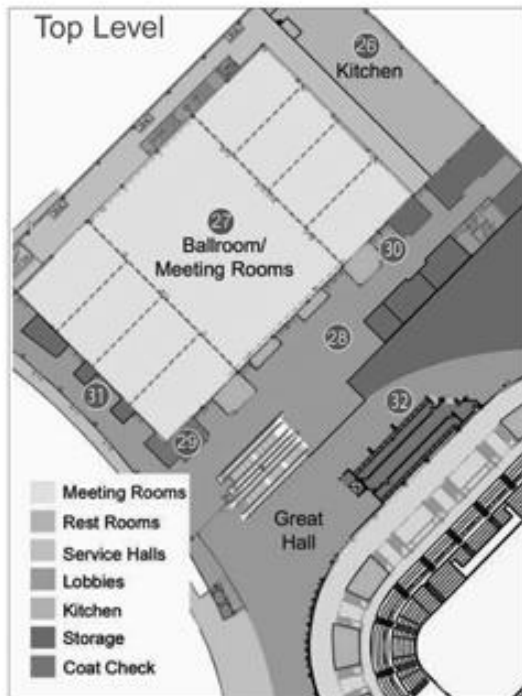 Top Level
26
Kitchen
27
Ballroom/
Meeting Rooms
30
28
31
32
29
Great
Hall
Meeting Rooms
Rest Rooms
Service Halls
Lobbies
Kitchen
Storage
Coat Check